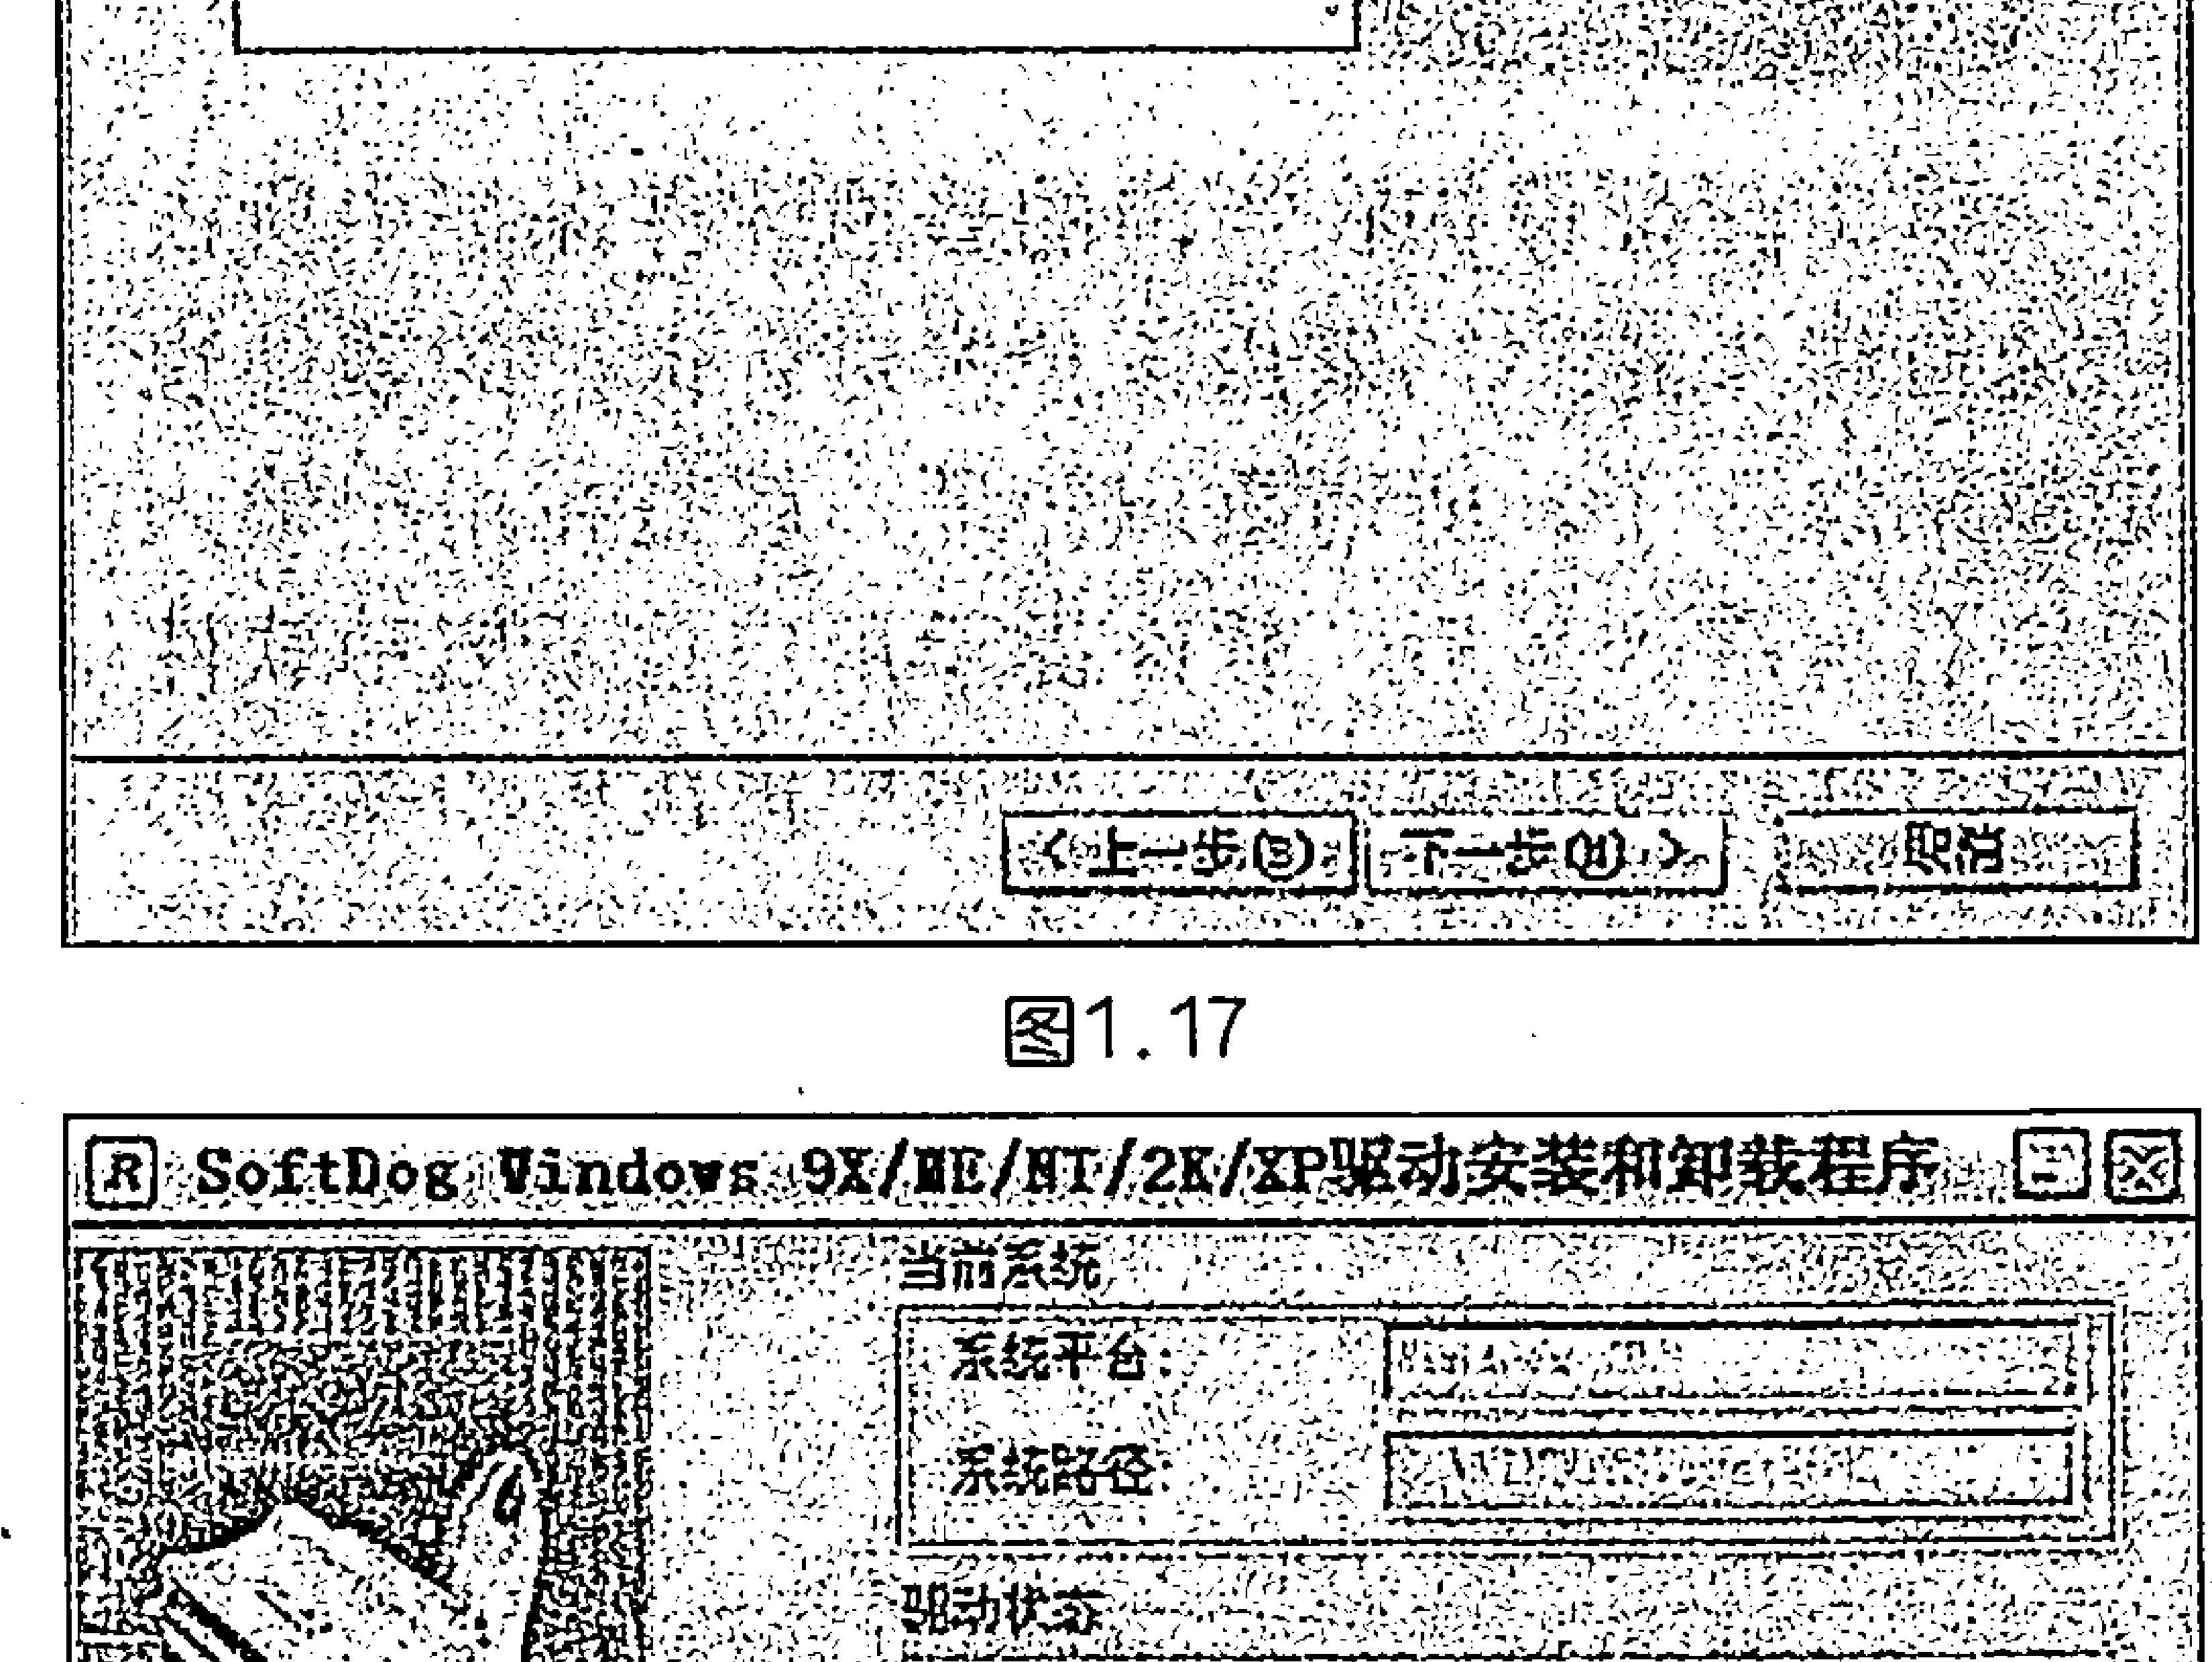 <上一步(B) 下一步(N) > 取消
图1.17
R SoftDog Windows 9X/ME/NT/2K/XP驱动安装和卸载程序
当前系统
系统平台:
系统路径:
驱动状态